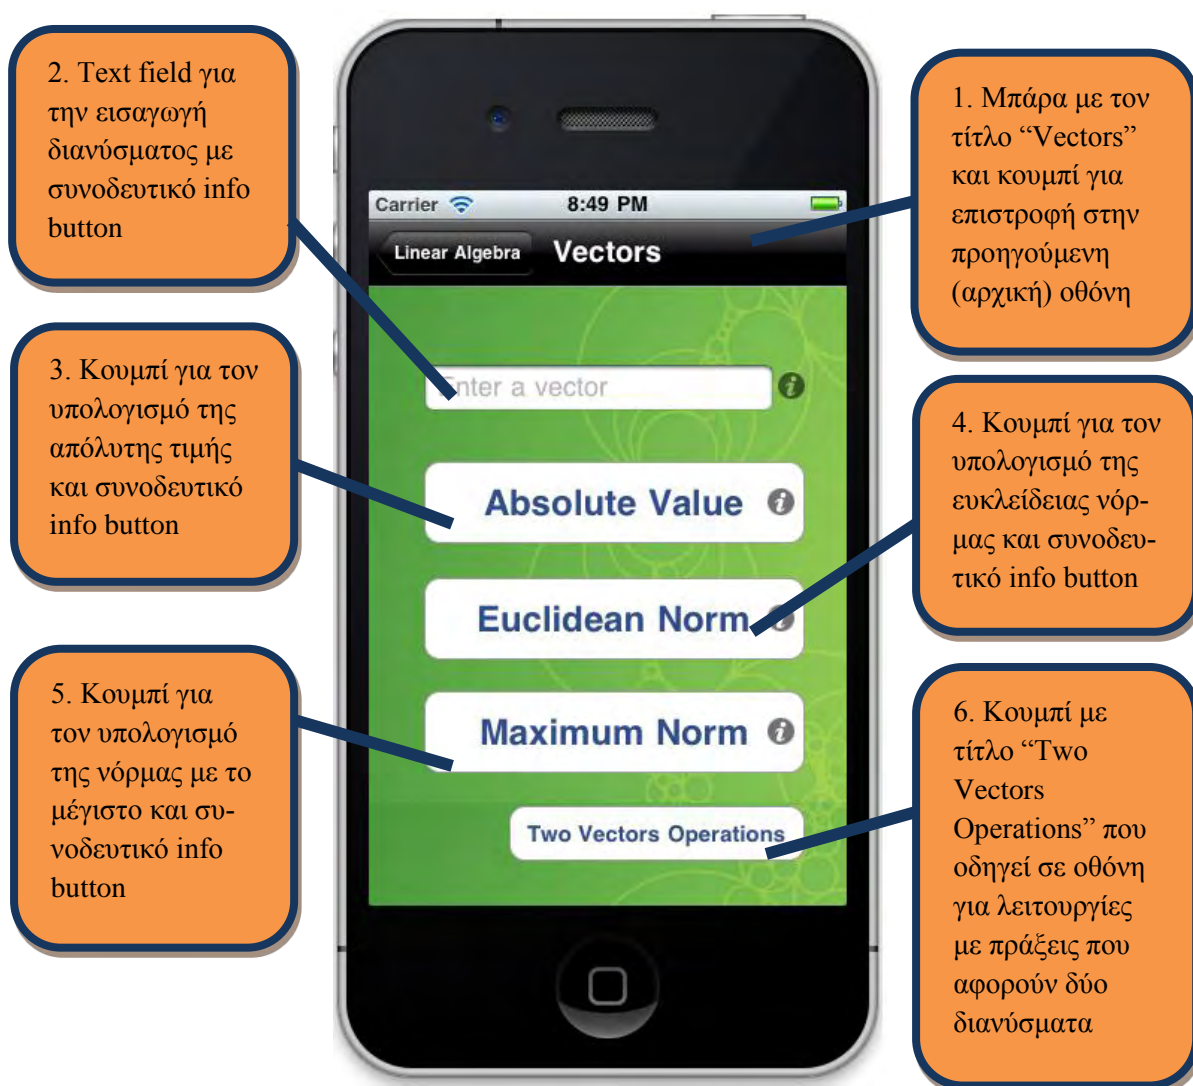 2. Text field για
την εισαγωγή
διανύσματος με
συνοδευτικό info
button
3. Κουμπί για τον
υπολογισμό της
απόλυτης τιμής
και συνοδευτικό
info button
5. Κουμπί για
τον υπολογισμό
της νόρμας με το
μέγιστο και συ-
νοδευτικό info
button
Carrier 8:49 PM
Linear Algebra Vectors
Enter a vector
Absolute Value
Euclidean Norm
Maximum Norm
Two Vectors Operations
1. Μπάρα με τον
τίτλο “Vectors”
και κουμπί για
επιστροφή στην
προηγούμενη
(αρχική) οθόνη
4. Κουμπί για τον
υπολογισμό της
ευκλείδειας νόρ-
μας και συνοδευ-
τικό info button
6. Κουμπί με
τίτλο “Two
Vectors
Operations” που
οδηγεί σε οθόνη
για λειτουργίες
με πράξεις που
αφορούν δύο
διανύσματα